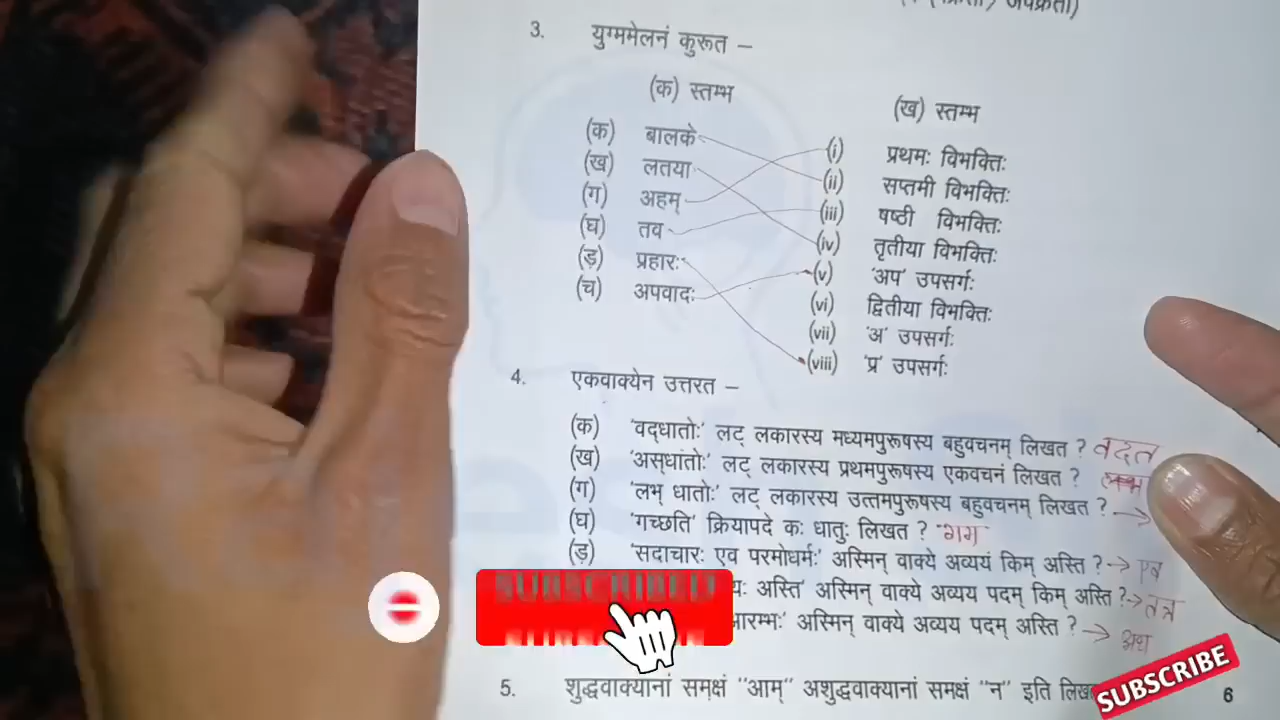 3. युग्ममेलनं कुरूत –
(क) स्तम्भ (ख) स्तम्भ
(क) बालके (i) प्रथमः विभक्तिः
(ख) लतया (ii) सप्तमी विभक्तिः
(ग) अहम् (iii) षष्ठी विभक्तिः
(घ) तव (iv) तृतीया विभक्तिः
(ड़) प्रहारः (v) 'अप' उपसर्गः
(च) अपवादः (vi) द्वितीया विभक्तिः
(vii) 'अ' उपसर्गः
(viii) 'प्र' उपसर्गः
4. एकवाक्येन उत्तरत –
(क) 'वद्धातोः' लट् लकारस्य मध्यमपुरूषस्य बहुवचनम् लिखत ? वदत
(ख) 'अस्धांतोः' लट् लकारस्य प्रथमपुरूषस्य एकवचनं लिखत ?
(ग) 'लभ् धातोः' लट् लकारस्य उत्तमपुरूषस्य बहुवचनम् लिखत ? →
(घ) 'गच्छति' क्रियापदे कः धातुः लिखत ?
(ड़) 'सदाचारः एव परमोधर्मः' अस्मिन् वाक्ये अव्ययं किम् अस्ति ? → एव
यः अस्ति' अस्मिन् वाक्ये अव्यय पदम् किम् अस्ति ? → तत्र
आरम्भः' अस्मिन् वाक्ये अव्यय पदम् अस्ति ? → अथ
5. शुद्धवाक्यानां समक्षं "आम्" अशुद्धवाक्यानां समक्षं "न" इति
SUBSCRIBE
6